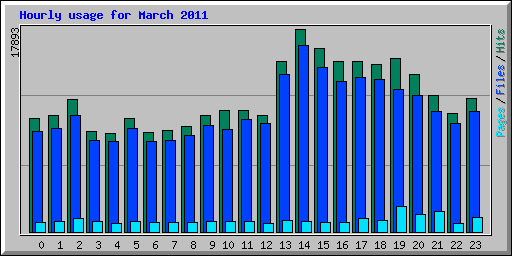 Hourly usage for March 2011
17893
Pages/Files/Hits
0 1 2 3 4 5 6 7 8 9 10 11 12 13 14 15 16 17 18 19 20 21 22 23